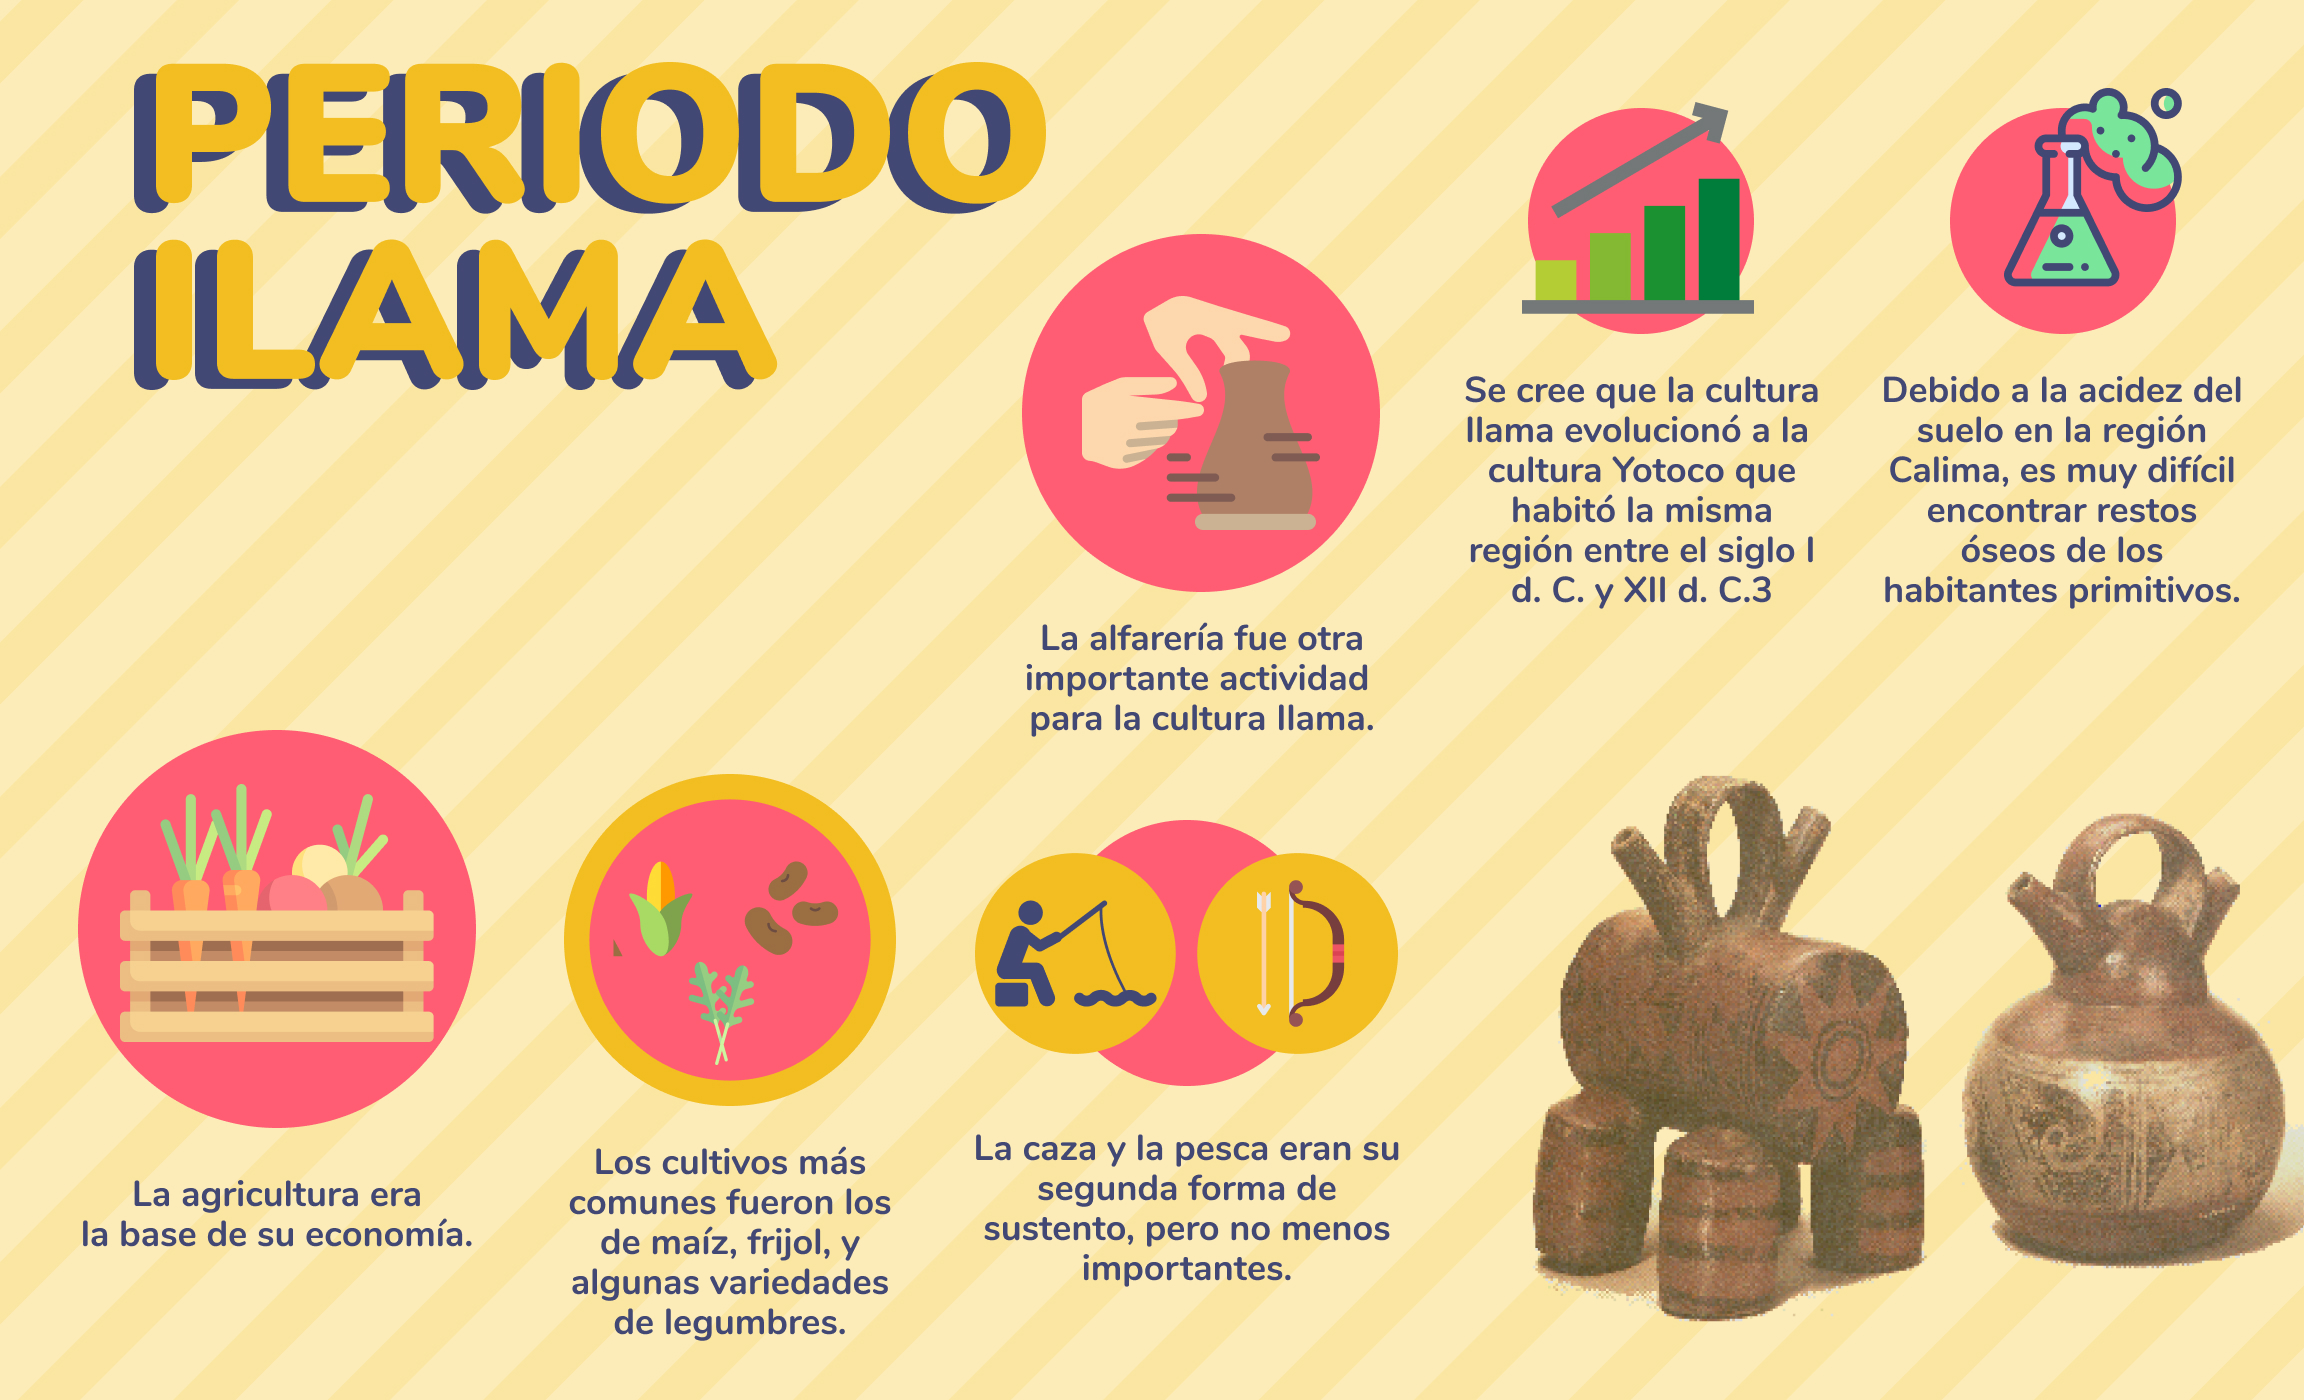 PERIODO
ILAMA
La agricultura era
la base de su economía.
Los cultivos más
comunes fueron los
de maíz, frijol, y
algunas variedades
de legumbres.
La alfarería fue otra
importante actividad
para la cultura Ilama.
La caza y la pesca eran su
segunda forma de
sustento, pero no menos
importantes.
Se cree que la cultura
Ilama evolucionó a la
cultura Yotoco que
habitó la misma
región entre el siglo I
d. C. y XII d. C.3
Debido a la acidez del
suelo en la región
Calima, es muy difícil
encontrar restos
óseos de los
habitantes primitivos.